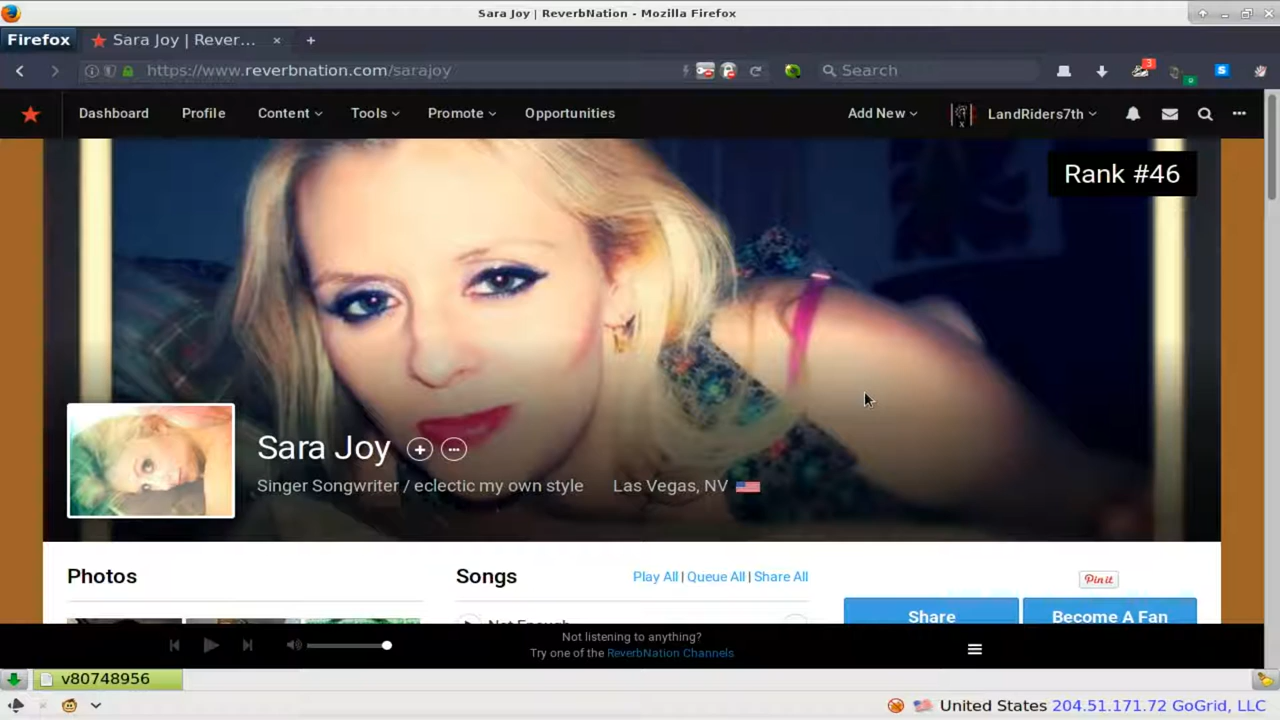 Sara Joy | ReverbNation - Mozilla Firefox
Firefox
Sara Joy | Rever...
https://www.reverbnation.com/sarajoy
Search
3
Dashboard
Profile
Content
Tools
Promote
Opportunities
Add New
LandRiders7th
Rank #46
Sara Joy
Singer Songwriter / eclectic my own style
Las Vegas, NV
Photos
Songs
Play All | Queue All | Share All
Pin it
Share
Become A Fan
Not Enough
Not listening to anything?
Try one of the ReverbNation Channels
v80748956
United States 204.51.171.72 GoGrid, LLC